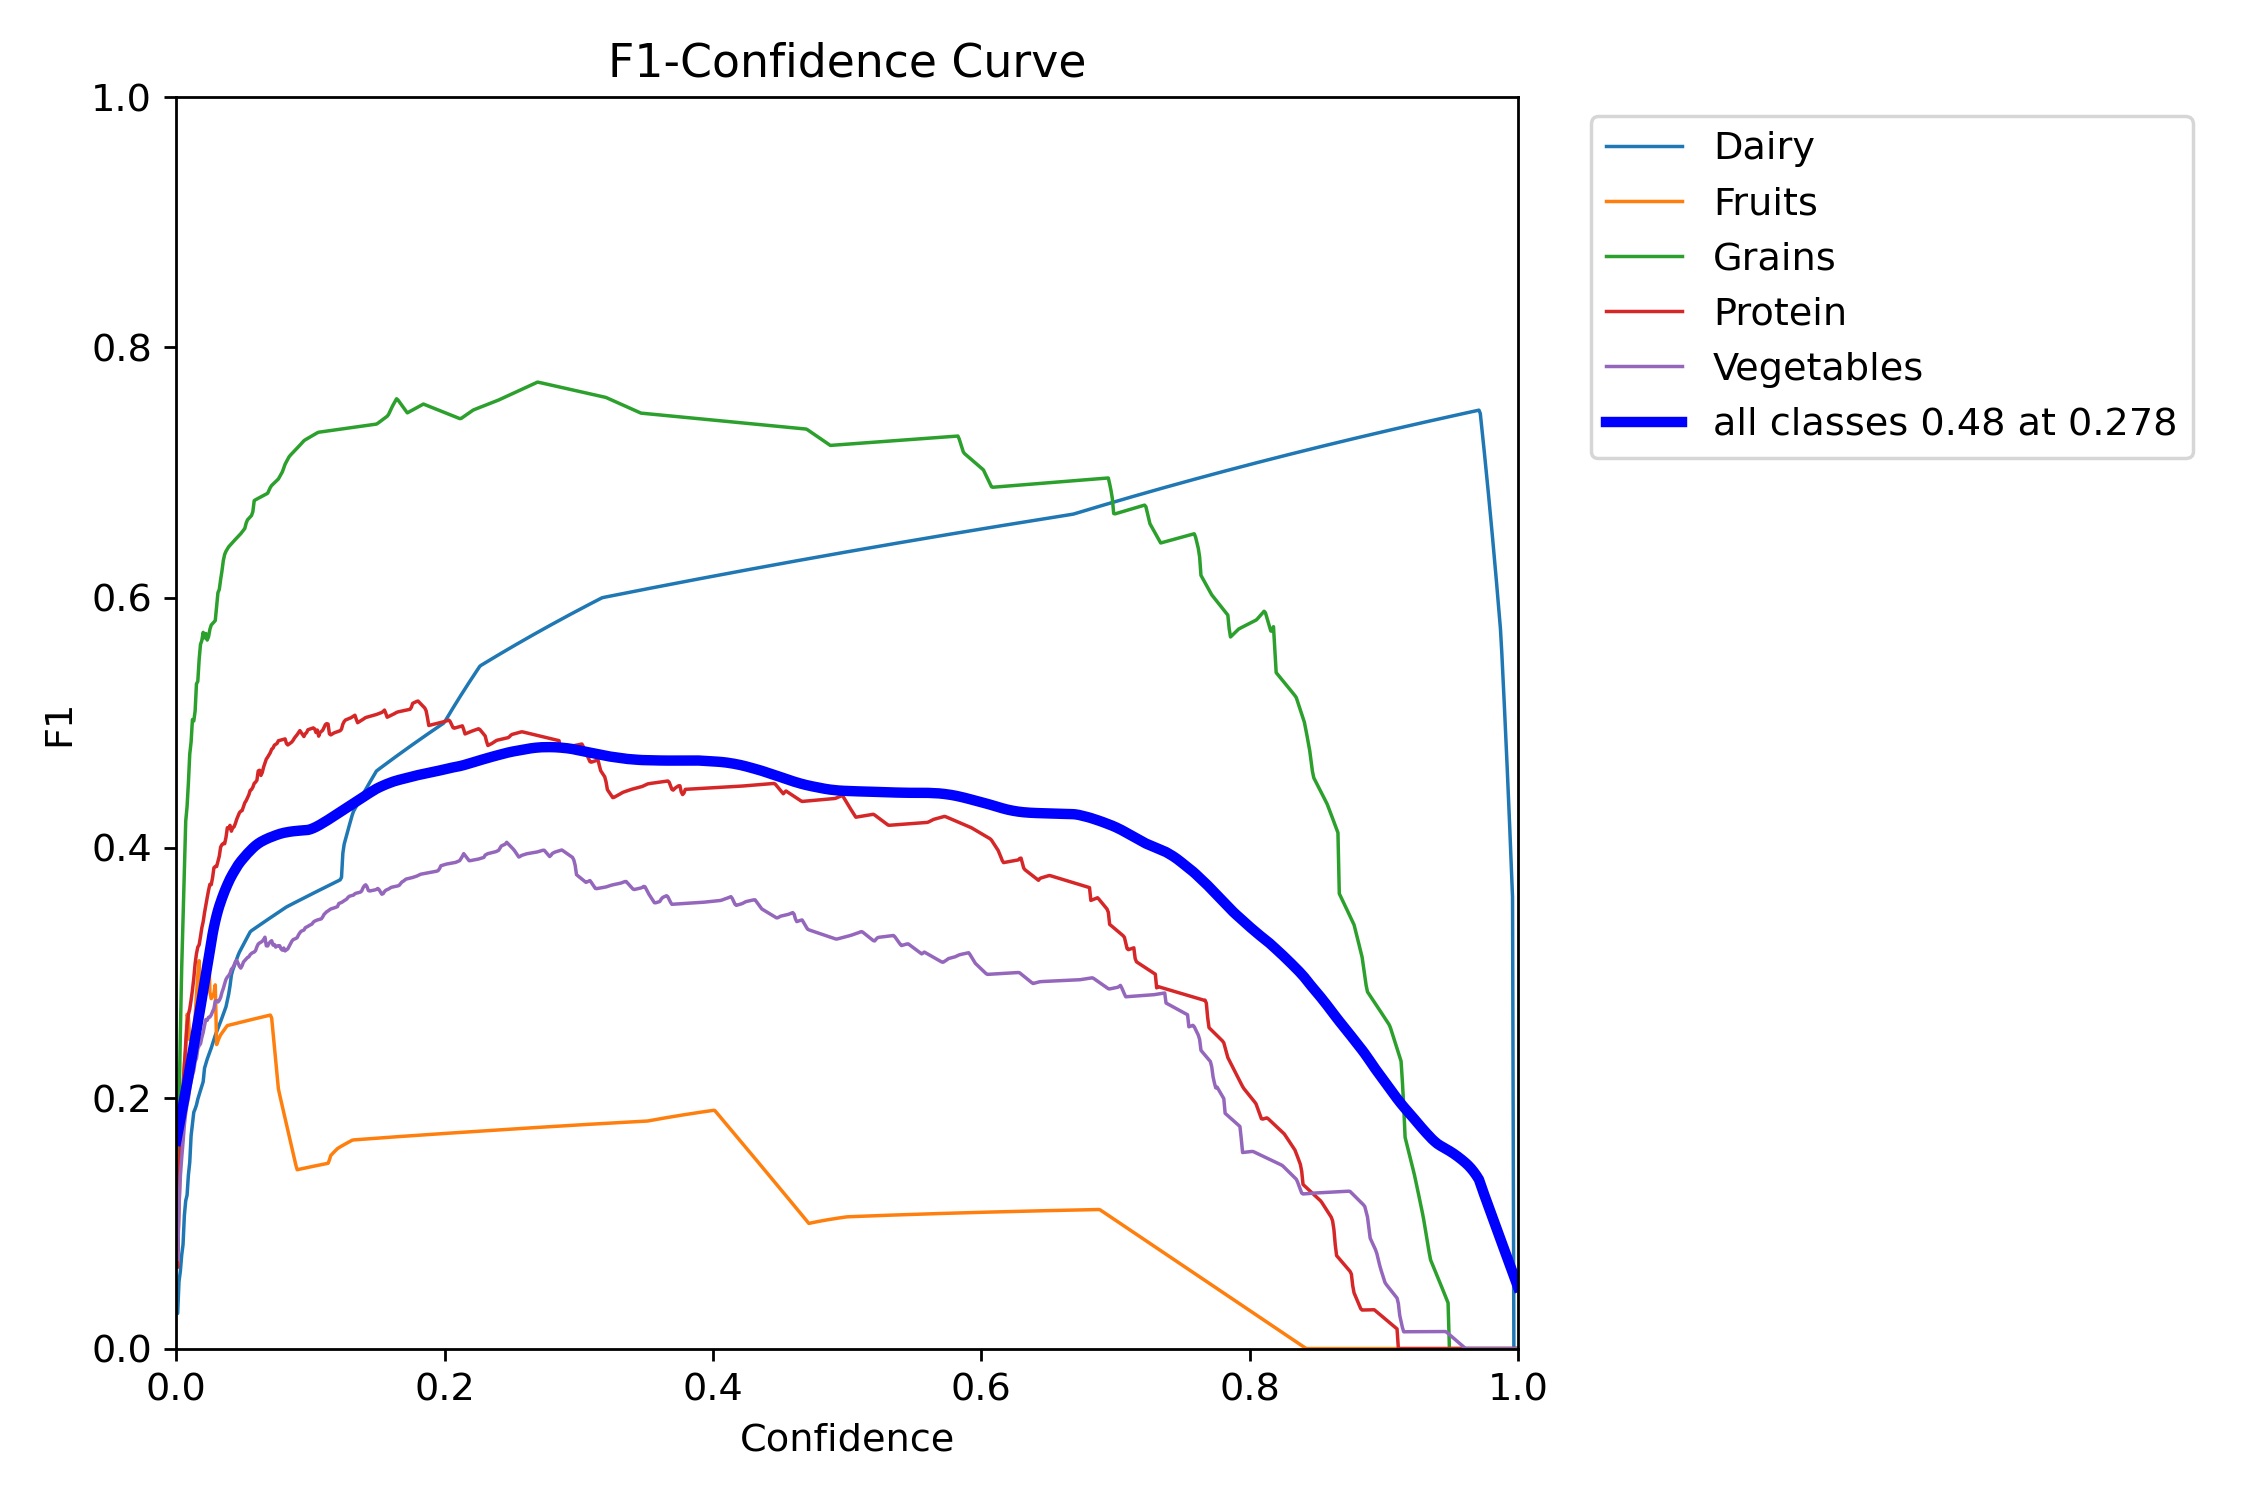 F1-Confidence Curve
1.0
0.8
0.6
0.4
0.2
0.0
F1
0.0 0.2 0.4 0.6 0.8 1.0
Confidence
Dairy
Fruits
Grains
Protein
Vegetables
all classes 0.48 at 0.278